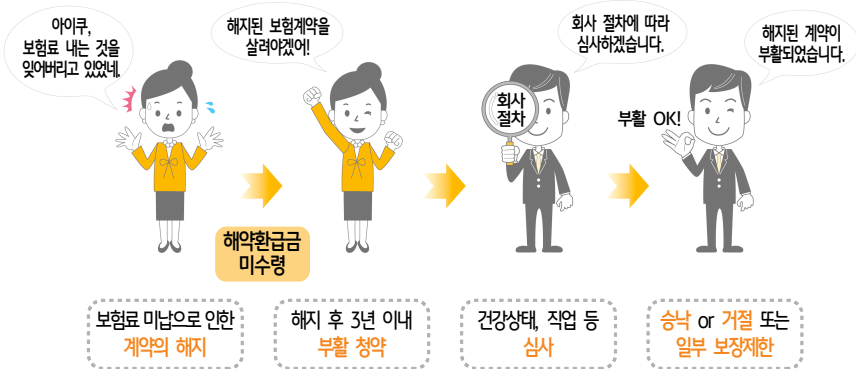 아이쿠,
보험료 내는 것을
잊어버리고 있었네.
해지된 보험계약을
살려야겠어!
회사 절차에 따라
심사하겠습니다.
해지된 계약이
부활되었습니다.
회사
절차
부활 OK!
해약환급금
미수령
보험료 미납으로 인한
계약의 해지
해지 후 3년 이내
부활 청약
건강상태, 직업 등
심사
승낙 or 거절 또는
일부 보장제한